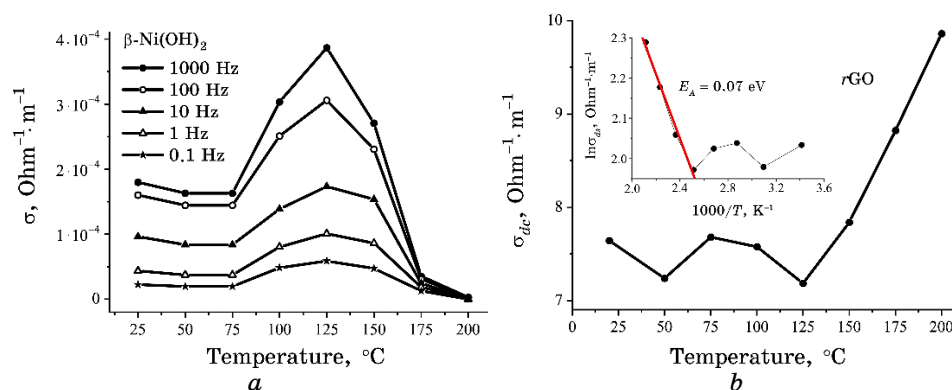 β-Ni(OH)₂
1000 Hz
100 Hz
10 Hz
1 Hz
0.1 Hz
4·10⁻⁴
3·10⁻⁴
2·10⁻⁴
1·10⁻⁴
0
σ, Ohm⁻¹·m⁻¹
25 50 75 100 125 150 175 200
Temperature, °C
a
rGO
10
9
8
7
σdc, Ohm⁻¹·m⁻¹
0 25 50 75 100 125 150 175 200
Temperature, °C
b
E_A = 0.07 eV
2.3
2.2
2.1
2.0
lnσdc, Ohm⁻¹·m⁻¹
2.0 2.4 2.8 3.2 3.6
1000/T, K⁻¹